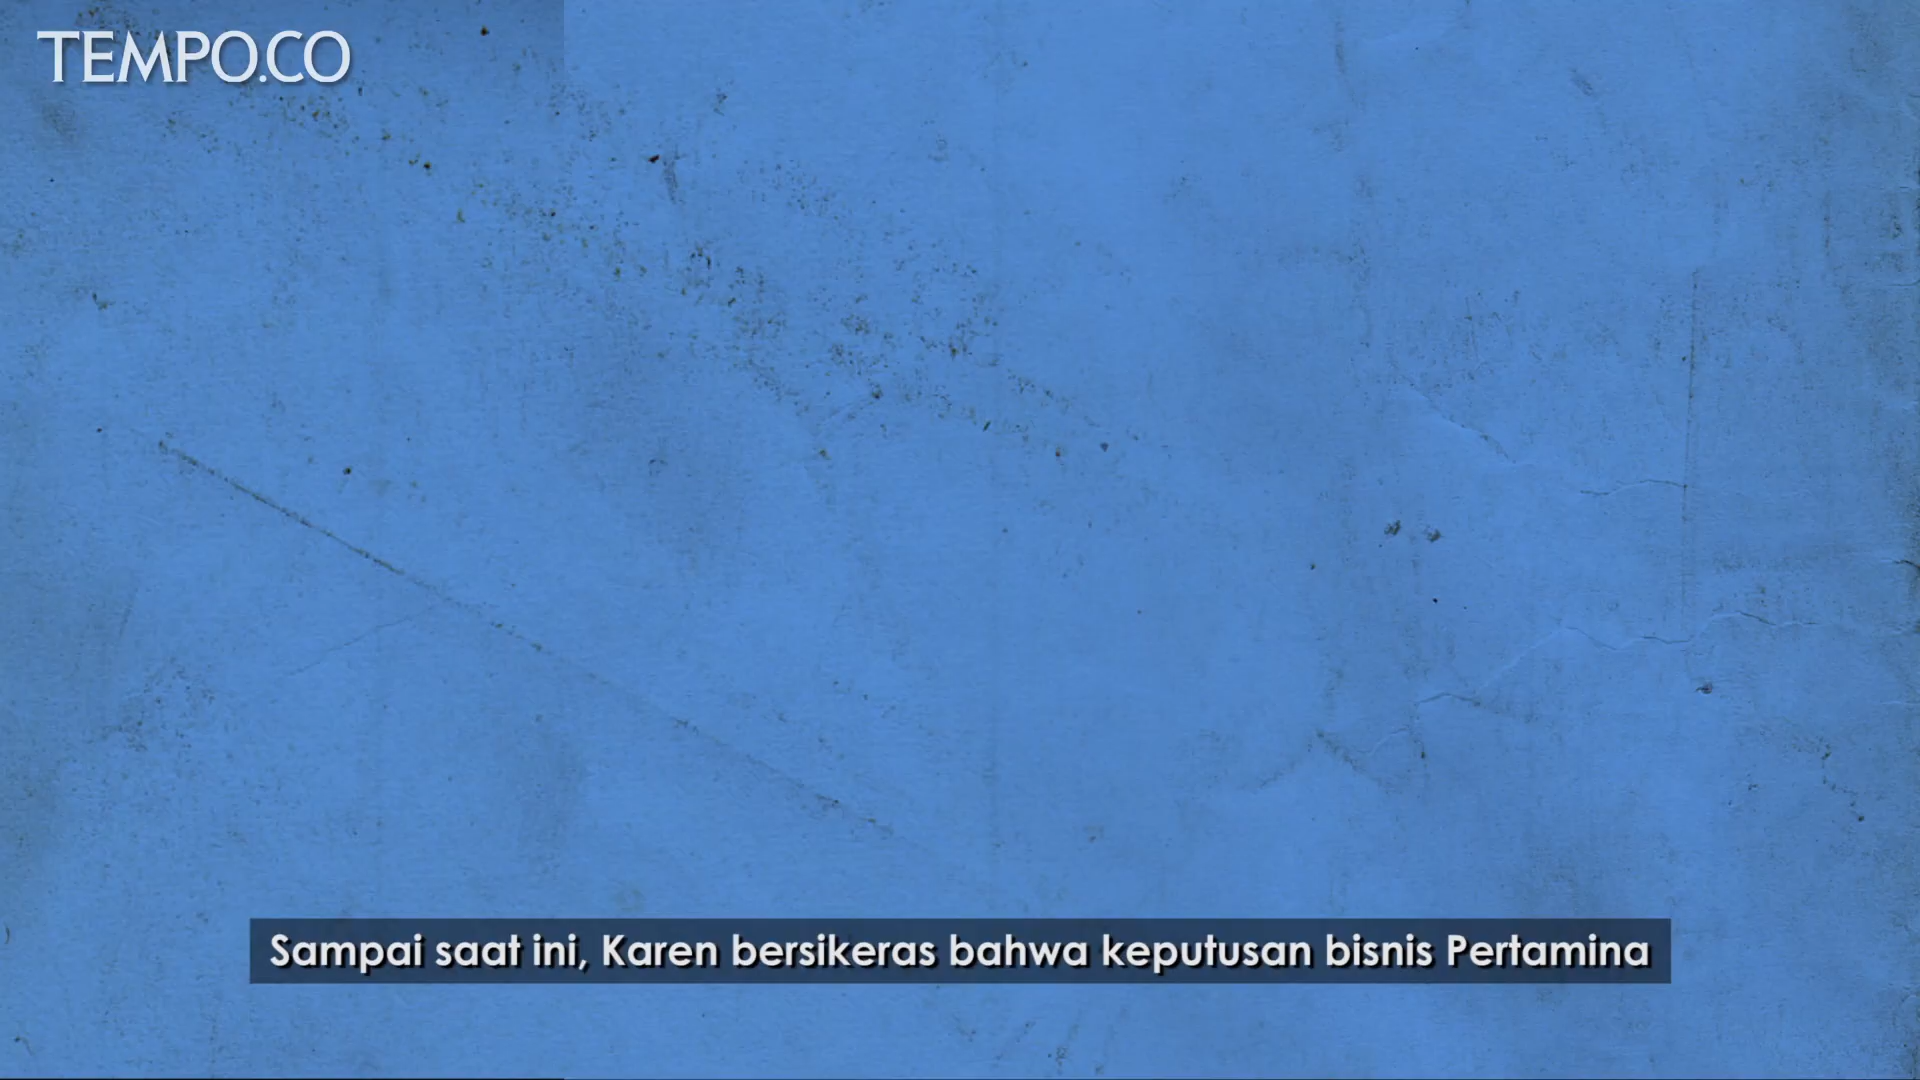 TEMPO.CO
Sampai saat ini, Karen bersikeras bahwa keputusan bisnis Pertamina